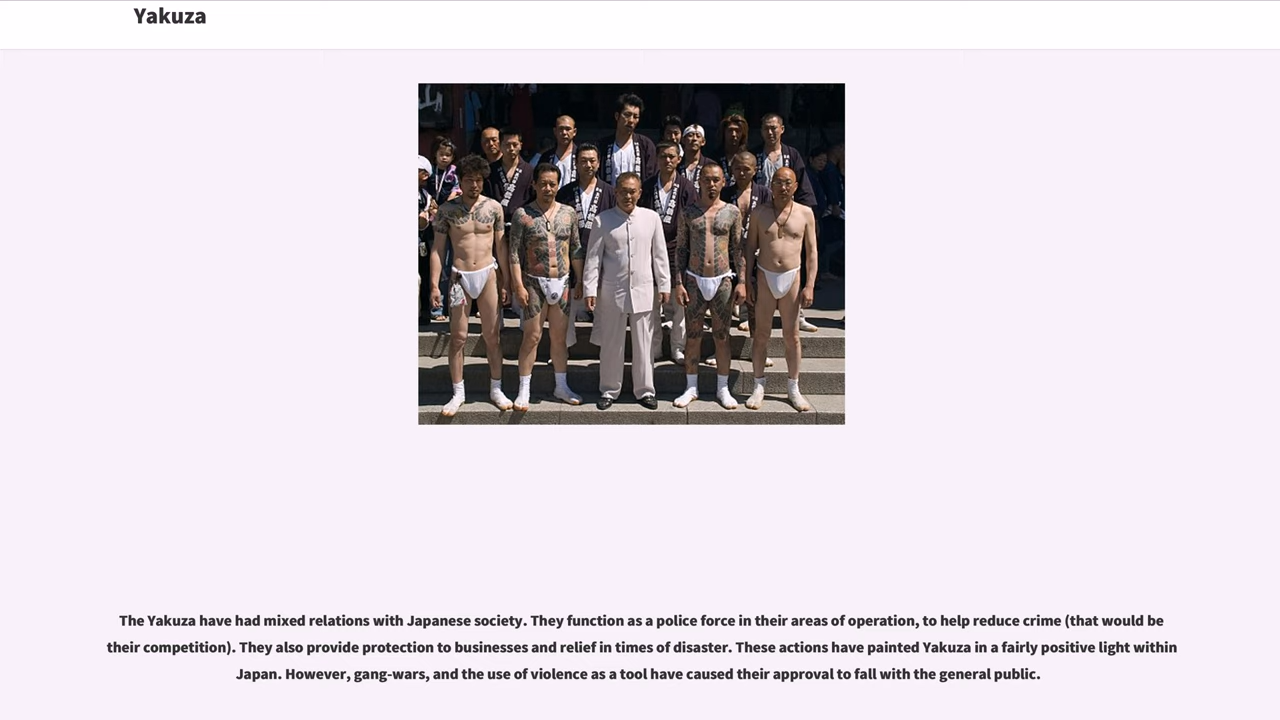 Yakuza
The Yakuza have had mixed relations with Japanese society. They function as a police force in their areas of operation, to help reduce crime (that would be
their competition). They also provide protection to businesses and relief in times of disaster. These actions have painted Yakuza in a fairly positive light within
Japan. However, gang-wars, and the use of violence as a tool have caused their approval to fall with the general public.